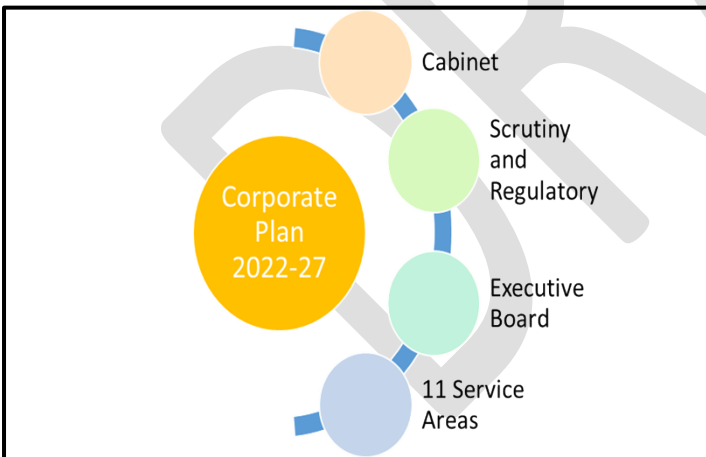 Cabinet
Scrutiny
and
Regulatory
Corporate
Plan
2022-27
Executive
Board
11 Service
Areas